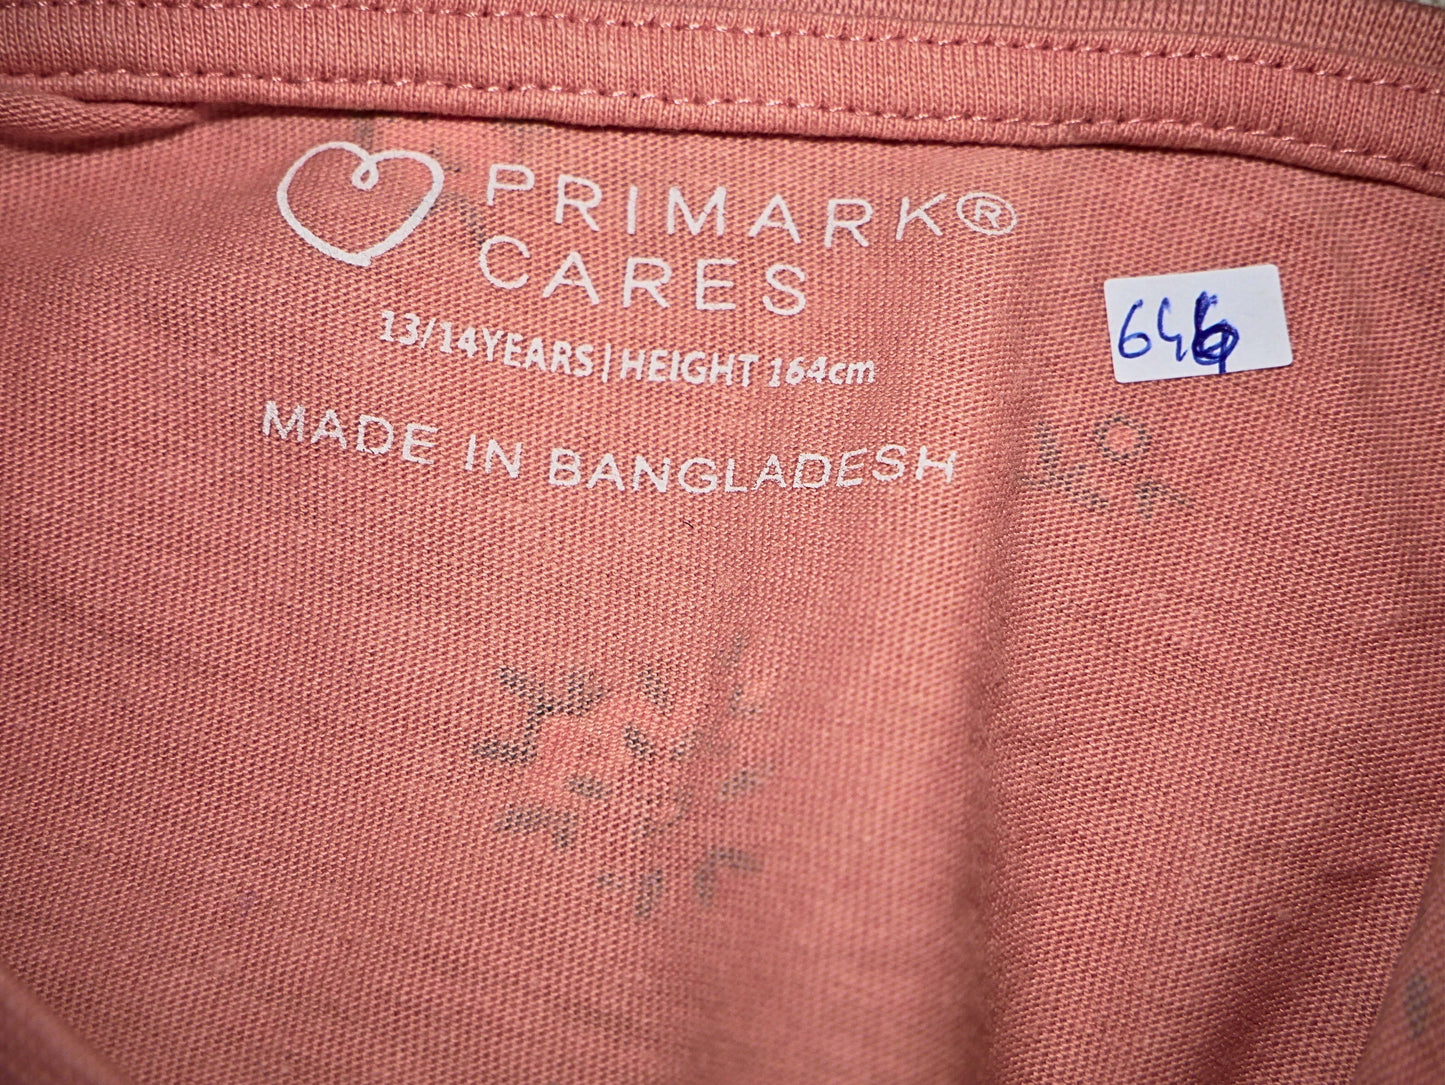 PRIMARK®
CARES
13/14YEARS|HEIGHT 164cm
MADE IN BANGLADESH